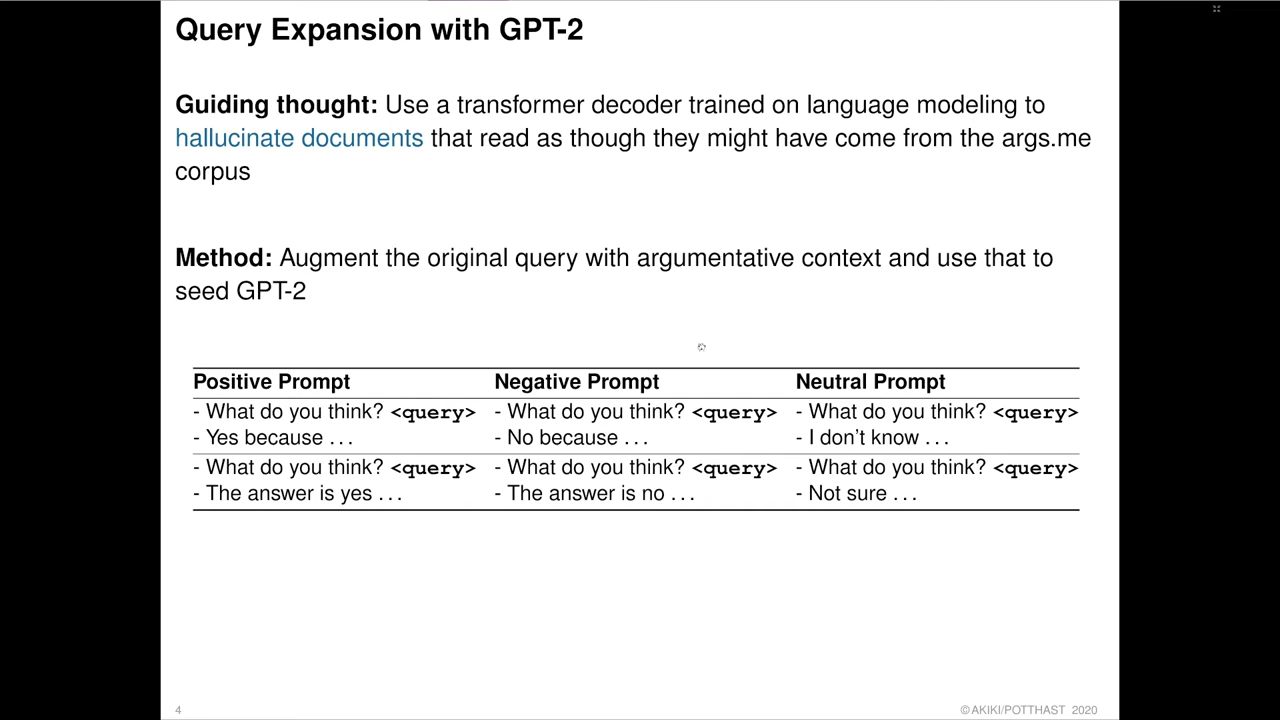 Query Expansion with GPT-2
Guiding thought: Use a transformer decoder trained on language modeling to
hallucinate documents that read as though they might have come from the args.me
corpus
Method: Augment the original query with argumentative context and use that to
seed GPT-2
Positive Prompt Negative Prompt Neutral Prompt
- What do you think? <query> - What do you think? <query> - What do you think? <query>
- Yes because ... - No because ... - I don't know ...
- What do you think? <query> - What do you think? <query> - What do you think? <query>
- The answer is yes ... - The answer is no ... - Not sure ...
4 ©AKIKI/POTTHAST 2020